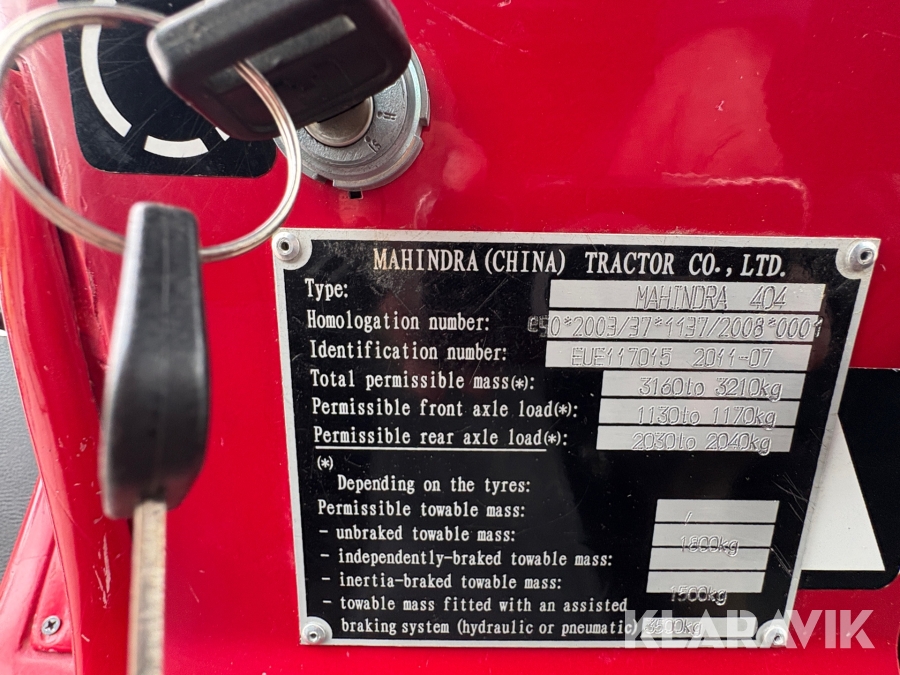 MAHINDRA (CHINA) TRACTOR CO., LTD.
Type: MAHINDRA 404
Homologation number: e50*2003/37*1137/2008*0001
Identification number: EUE117015 2011-07
Total permissible mass(*): 3160to 3210kg
Permissible front axle load(*): 1130to 1170kg
Permissible rear axle load(*): 2030to 2040kg
(*)
Depending on the tyres:
Permissible towable mass: /
- unbraked towable mass: 1800kg
- independently-braked towable mass:
- inertia-braked towable mass: 1500kg
- towable mass fitted with an assisted
braking system (hydraulic or pneumatic) 3500kg
KLARAVIK